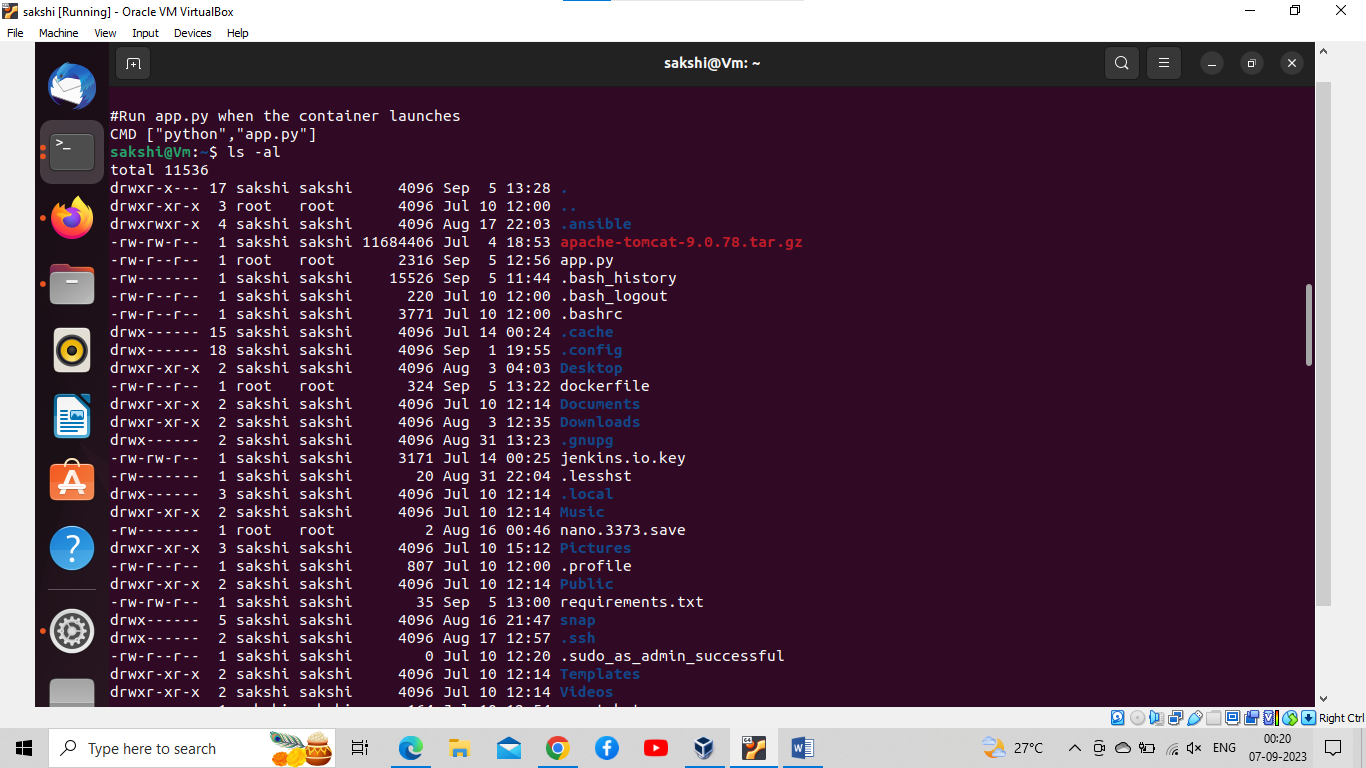 sakshi [Running] - Oracle VM VirtualBox
File Machine View Input Devices Help
sakshi@Vm: ~
#Run app.py when the container launches
CMD ["python","app.py"]
sakshi@Vm:~$ ls -al
total 11536
drwxr-x--- 17 sakshi sakshi     4096 Sep  5 13:28 .
drwxr-xr-x  3 root   root       4096 Jul 10 12:00 ..
drwxrwxr-x  4 sakshi sakshi     4096 Aug 17 22:03 .ansible
-rw-rw-r--  1 sakshi sakshi 11684406 Jul  4 18:53 apache-tomcat-9.0.78.tar.gz
-rw-r--r--  1 root   root       2316 Sep  5 12:56 app.py
-rw-------  1 sakshi sakshi    15526 Sep  5 11:44 .bash_history
-rw-r--r--  1 sakshi sakshi      220 Jul 10 12:00 .bash_logout
-rw-r--r--  1 sakshi sakshi     3771 Jul 10 12:00 .bashrc
drwx------ 15 sakshi sakshi     4096 Jul 14 00:24 .cache
drwx------ 18 sakshi sakshi     4096 Sep  1 19:55 .config
drwxr-xr-x  2 sakshi sakshi     4096 Aug  3 04:03 Desktop
-rw-r--r--  1 root   root        324 Sep  5 13:22 dockerfile
drwxr-xr-x  2 sakshi sakshi     4096 Jul 10 12:14 Documents
drwxr-xr-x  2 sakshi sakshi     4096 Aug  3 12:35 Downloads
drwx------  2 sakshi sakshi     4096 Aug 31 13:23 .gnupg
-rw-rw-r--  1 sakshi sakshi     3171 Jul 14 00:25 jenkins.io.key
-rw-------  1 sakshi sakshi       20 Aug 31 22:04 .lesshst
drwx------  3 sakshi sakshi     4096 Jul 10 12:14 .local
drwxr-xr-x  2 sakshi sakshi     4096 Jul 10 12:14 Music
-rw-------  1 root   root          2 Aug 16 00:46 nano.3373.save
drwxr-xr-x  3 sakshi sakshi     4096 Jul 10 15:12 Pictures
-rw-r--r--  1 sakshi sakshi      807 Jul 10 12:00 .profile
drwxr-xr-x  2 sakshi sakshi     4096 Jul 10 12:14 Public
-rw-rw-r--  1 sakshi sakshi       35 Sep  5 13:00 requirements.txt
drwx------  5 sakshi sakshi     4096 Aug 16 21:47 snap
drwx------  2 sakshi sakshi     4096 Aug 17 12:57 .ssh
-rw-r--r--  1 sakshi sakshi        0 Jul 10 12:20 .sudo_as_admin_successful
drwxr-xr-x  2 sakshi sakshi     4096 Jul 10 12:14 Templates
drwxr-xr-x  2 sakshi sakshi     4096 Jul 10 12:14 Videos
Right Ctrl
Type here to search
27°C
ENG
00:20
07-09-2023